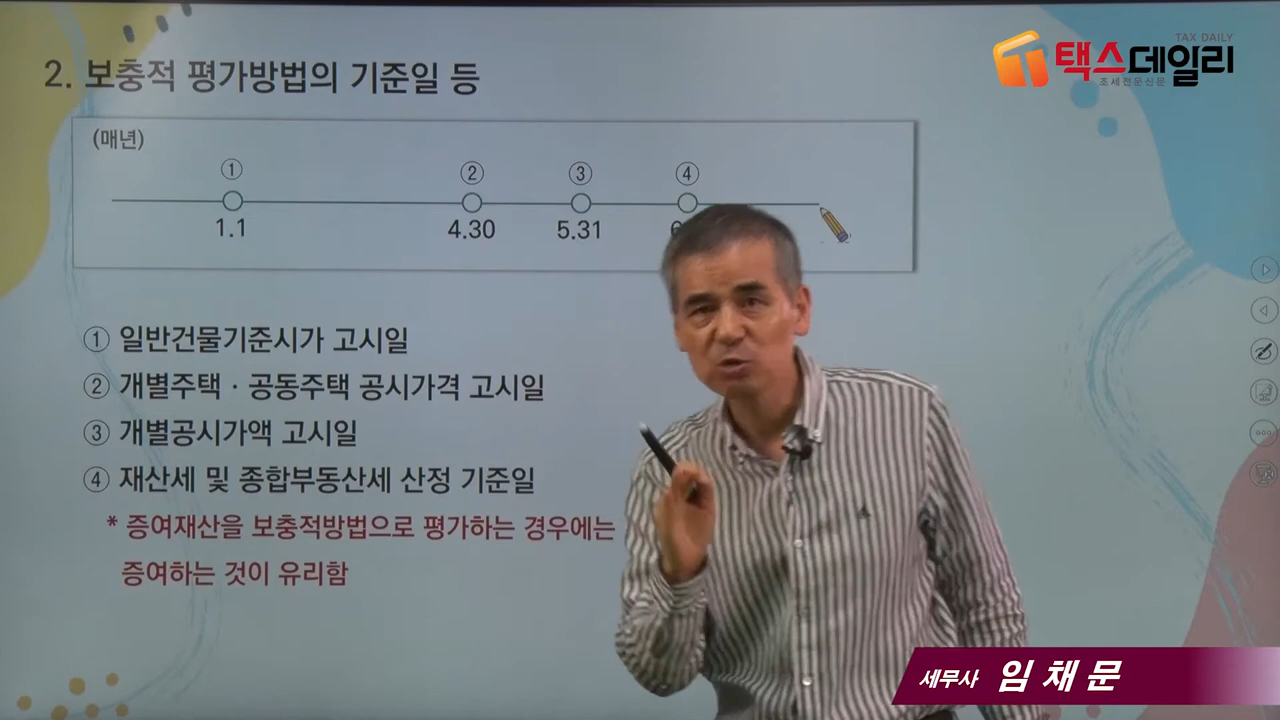 TAX DAILY
택스데일리
조세전문신문
2. 보충적 평가방법의 기준일 등
(매년)
① ② ③ ④
1.1 4.30 5.31
① 일반건물기준시가 고시일
② 개별주택 · 공동주택 공시가격 고시일
③ 개별공시가액 고시일
④ 재산세 및 종합부동산세 산정 기준일
* 증여재산을 보충적방법으로 평가하는 경우에는
증여하는 것이 유리함
세무사 임채문